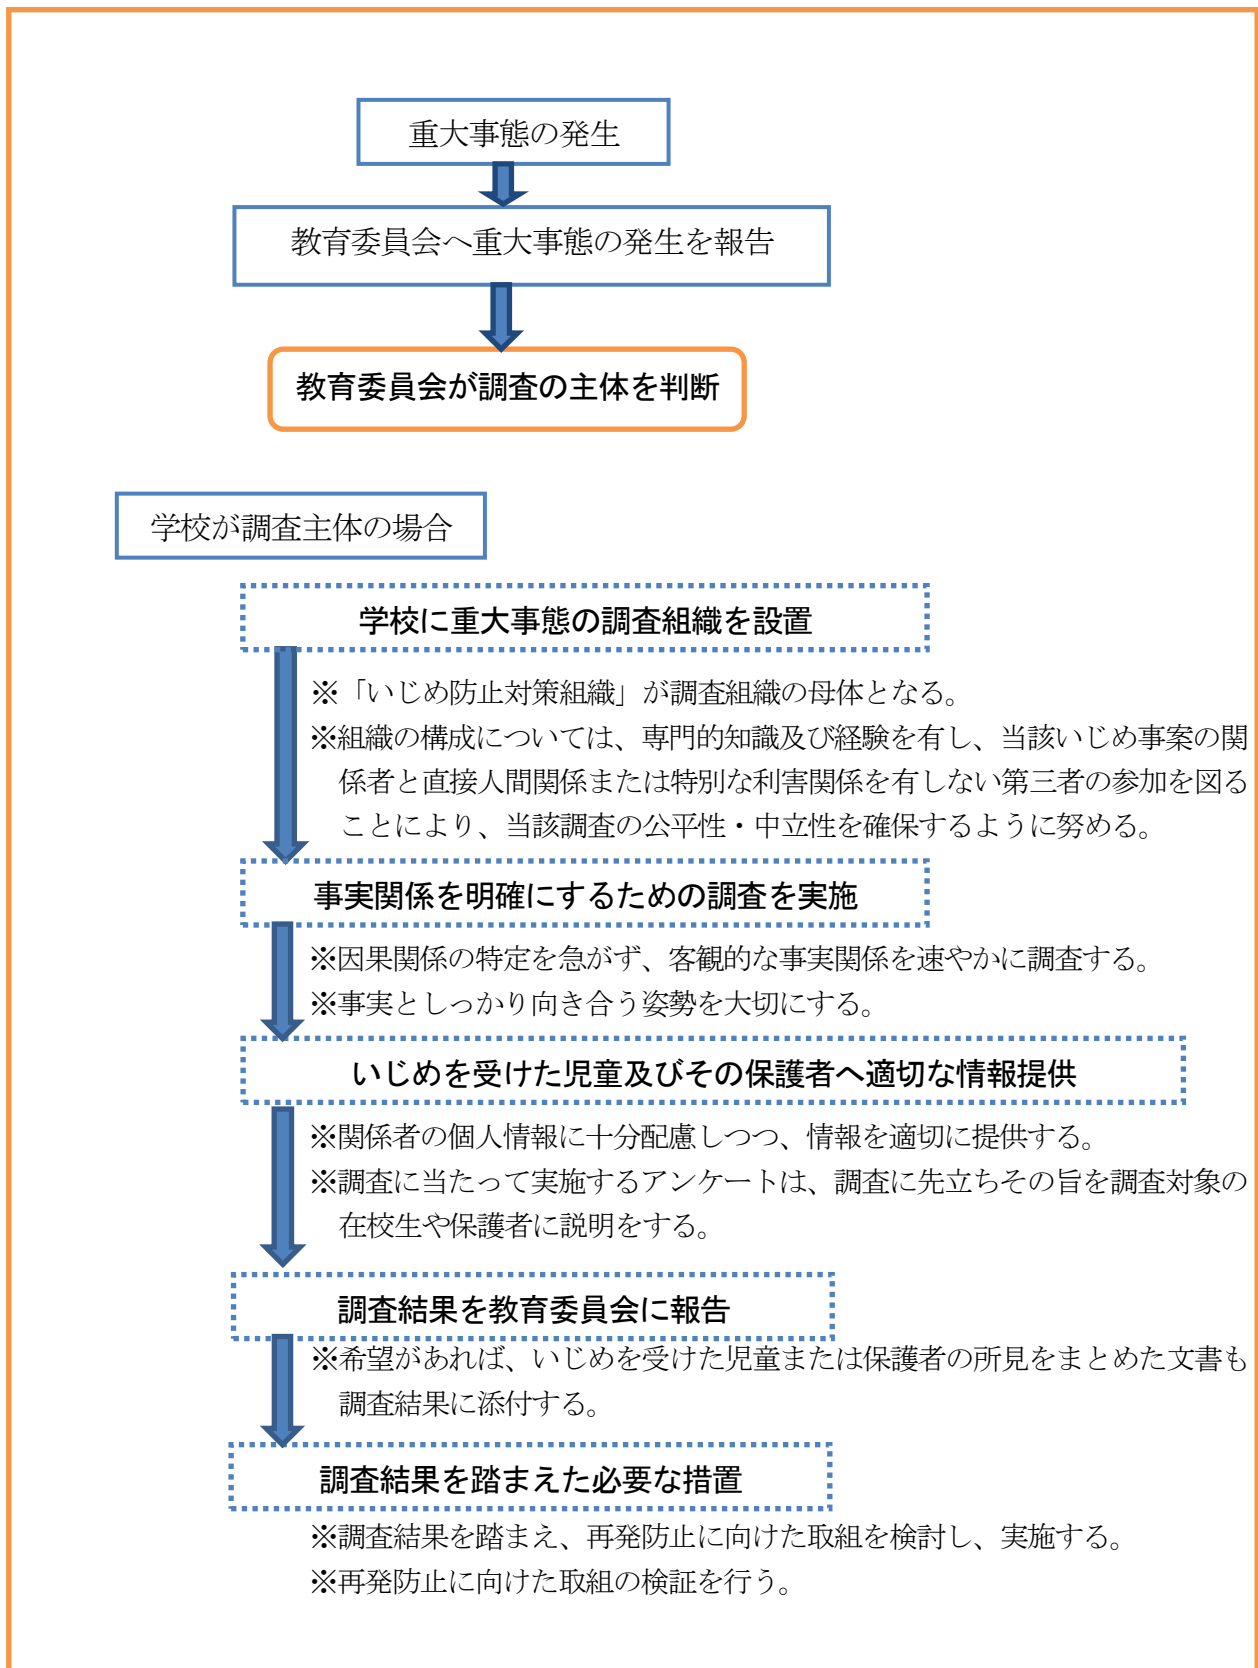 重大事態の発生
教育委員会へ重大事態の発生を報告
教育委員会が調査の主体を判断
学校が調査主体の場合
学校に重大事態の調査組織を設置
※「いじめ防止対策組織」が調査組織の母体となる。
※組織の構成については、専門的知識及び経験を有し、当該いじめ事案の関
係者と直接人間関係または特別な利害関係を有しない第三者の参加を図る
ことにより、当該調査の公平性・中立性を確保するように努める。
事実関係を明確にするための調査を実施
※因果関係の特定を急がず、客観的な事実関係を速やかに調査する。
※事実としっかり向き合う姿勢を大切にする。
いじめを受けた児童及びその保護者へ適切な情報提供
※関係者の個人情報に十分配慮しつつ、情報を適切に提供する。
※調査に当たって実施するアンケートは、調査に先立ちその旨を調査対象の
在校生や保護者に説明をする。
調査結果を教育委員会に報告
※希望があれば、いじめを受けた児童または保護者の所見をまとめた文書も
調査結果に添付する。
調査結果を踏まえた必要な措置
※調査結果を踏まえ、再発防止に向けた取組を検討し、実施する。
※再発防止に向けた取組の検証を行う。